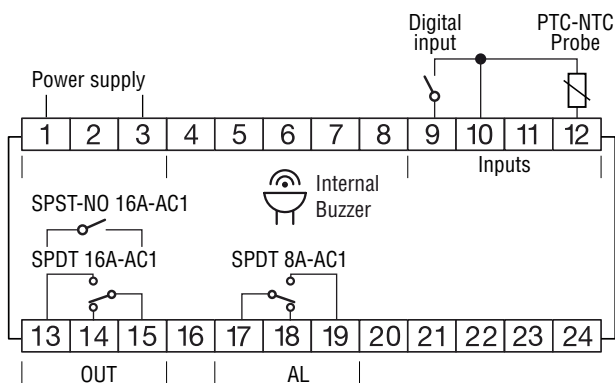 Digital input
PTC-NTC Probe
Power supply
1 2 3 4 5 6 7 8 9 10 11 12
Inputs
Internal Buzzer
SPST-NO 16A-AC1
SPDT 16A-AC1
SPDT 8A-AC1
13 14 15 16 17 18 19 20 21 22 23 24
OUT
AL